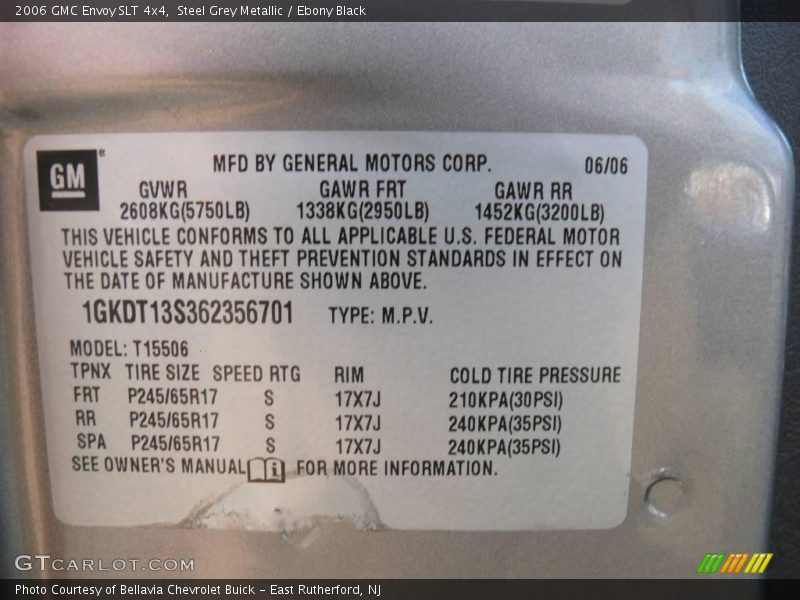 2006 GMC Envoy SLT 4x4, Steel Grey Metallic / Ebony Black
GM
MFD BY GENERAL MOTORS CORP. 06/06
GVWR GAWR FRT GAWR RR
2608KG(5750LB) 1338KG(2950LB) 1452KG(3200LB)
THIS VEHICLE CONFORMS TO ALL APPLICABLE U.S. FEDERAL MOTOR
VEHICLE SAFETY AND THEFT PREVENTION STANDARDS IN EFFECT ON
THE DATE OF MANUFACTURE SHOWN ABOVE.
1GKDT13S362356701 TYPE: M.P.V.
MODEL: T15506
TPNX TIRE SIZE SPEED RTG RIM COLD TIRE PRESSURE
FRT P245/65R17 S 17X7J 210KPA(30PSI)
RR P245/65R17 S 17X7J 240KPA(35PSI)
SPA P245/65R17 S 17X7J 240KPA(35PSI)
SEE OWNER'S MANUAL i FOR MORE INFORMATION.
GTCARLOT.COM
Photo Courtesy of Bellavia Chevrolet Buick - East Rutherford, NJ